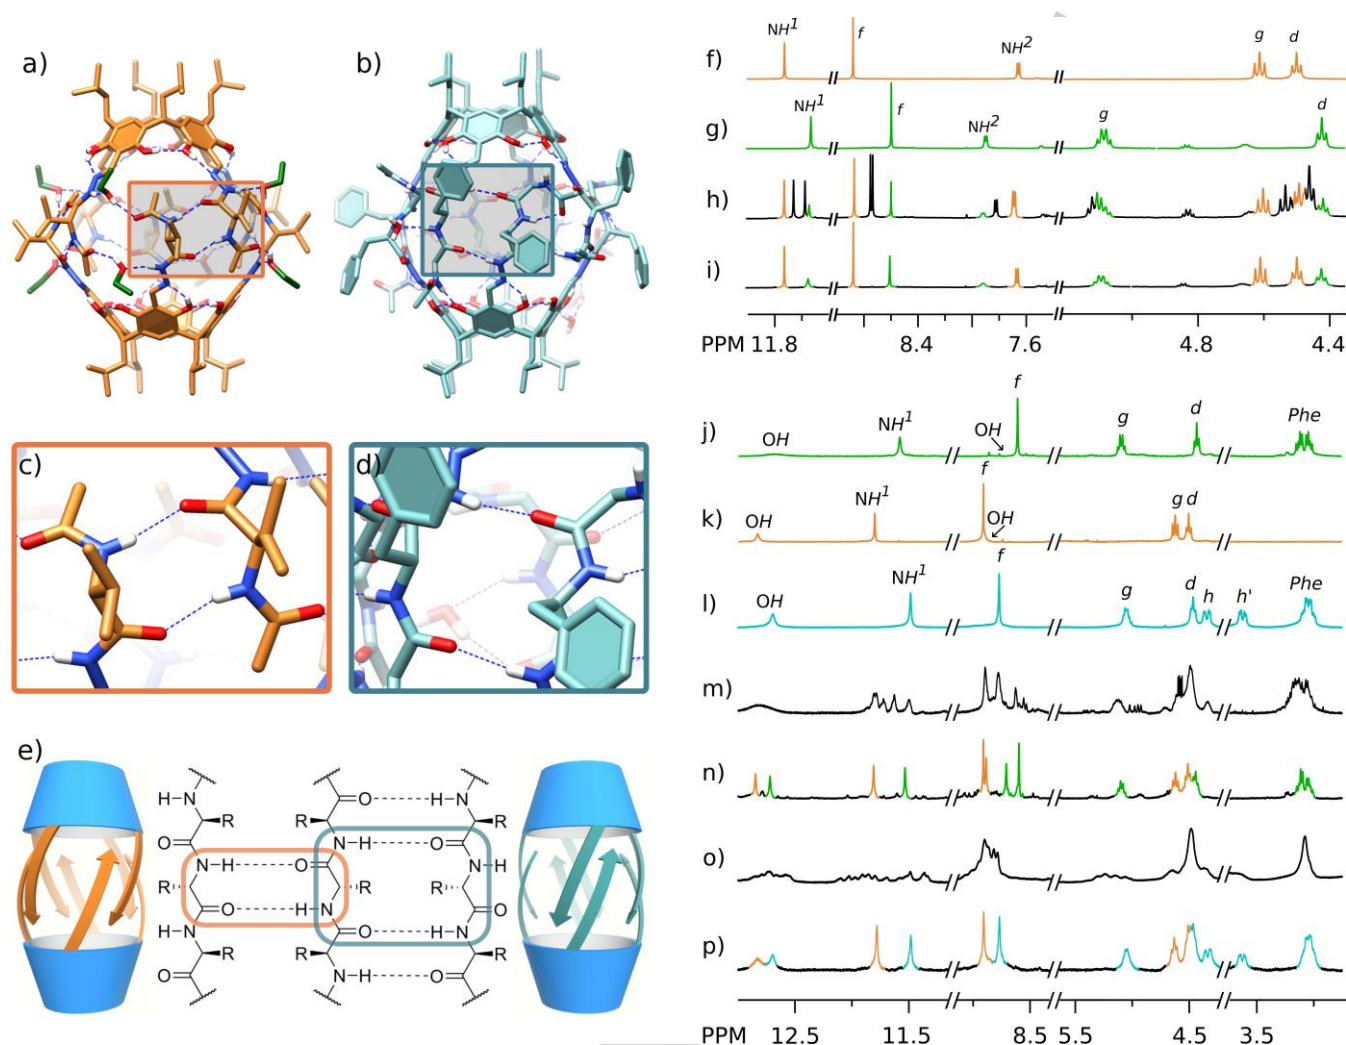 a)
b)
c)
d)
e)
H–N
R
O
N–H
R
O
H–N
R
O
O
R
N–H
O
R
H–N
O
R
N–H
H–N
R
O
N–H
R
O
H–N
R
O
f)
NH¹
f
NH²
g
d
g)
NH¹
f
NH²
g
d
h)
i)
PPM 11.8 8.4 7.6 4.8 4.4
j)
OH
NH¹
OH
f
g
d
Phe
k)
OH
NH¹
f
OH
g
d
l)
OH
NH¹
f
g
d
h
h'
Phe
m)
n)
o)
p)
PPM 12.5 11.5 8.5 5.5 4.5 3.5